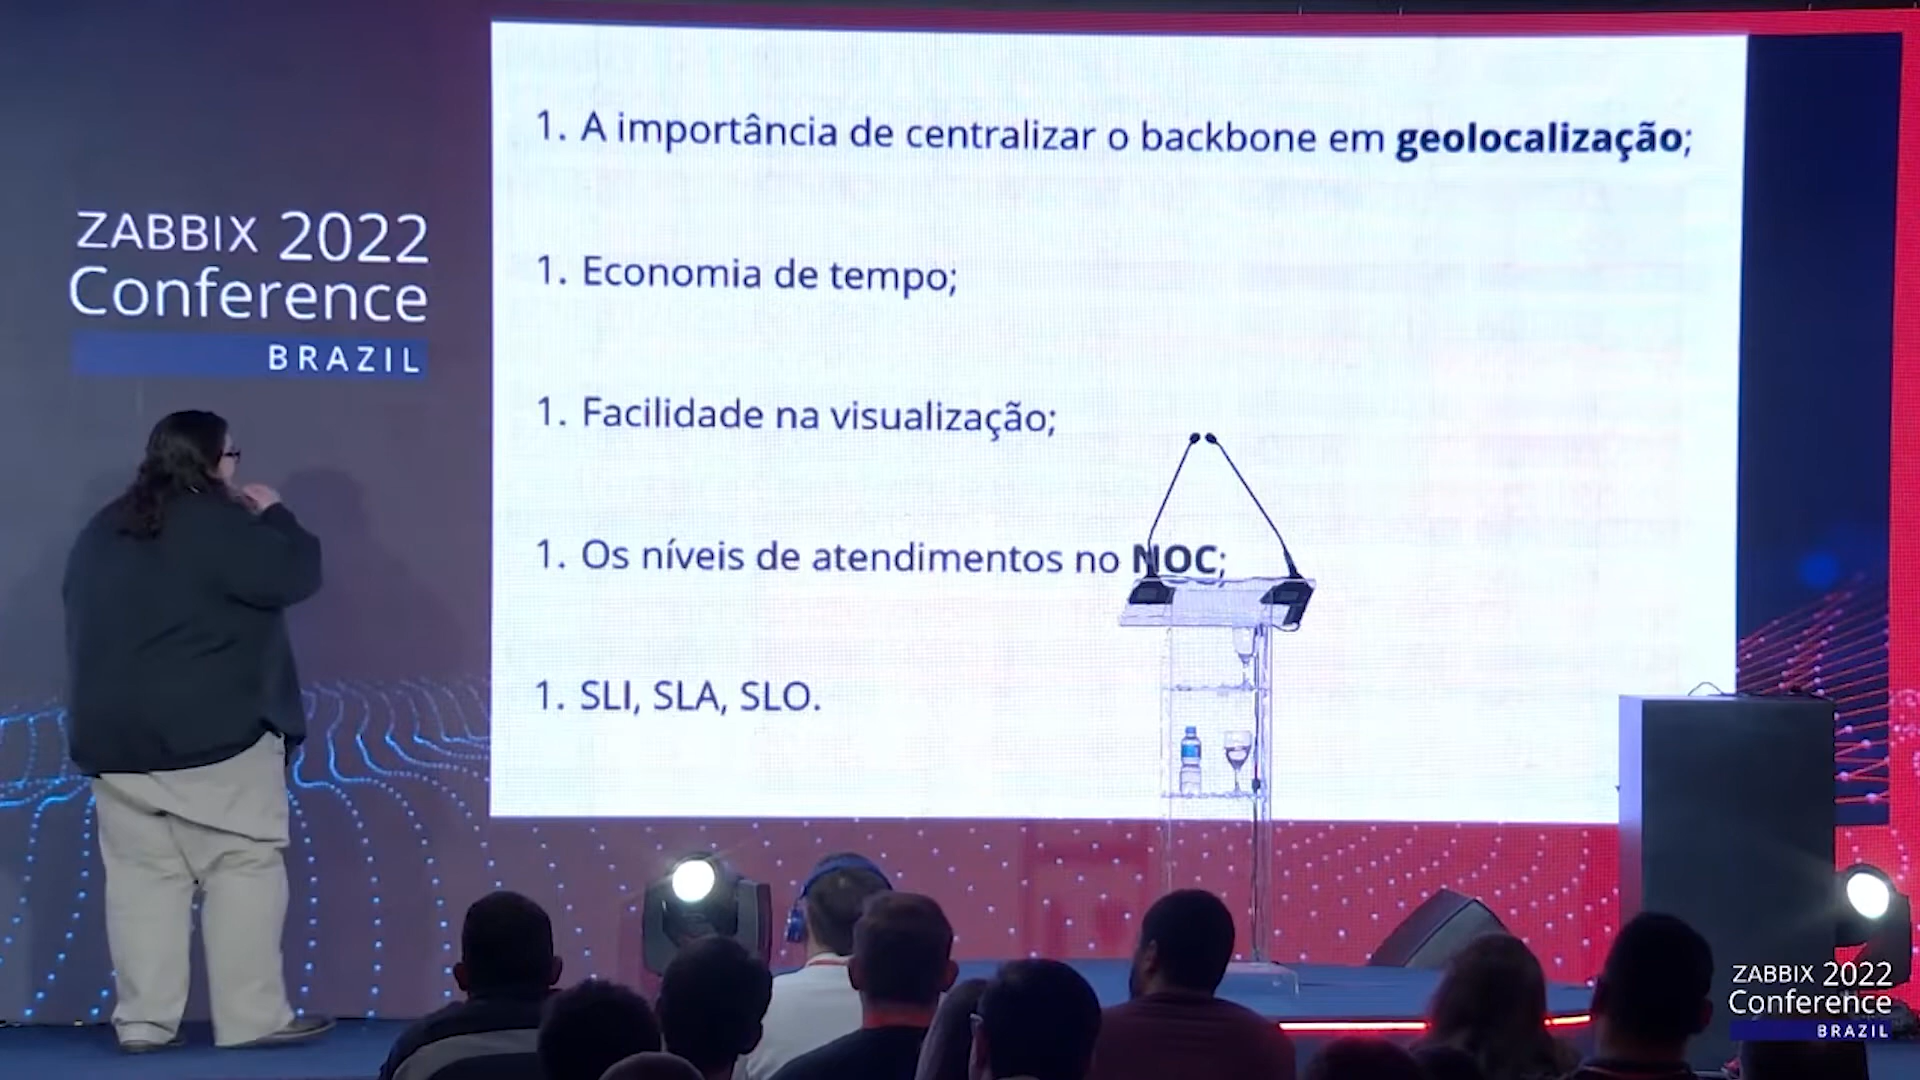 ZABBIX 2022
Conference
BRAZIL
1. A importância de centralizar o backbone em geolocalização;
1. Economia de tempo;
1. Facilidade na visualização;
1. Os níveis de atendimentos no NOC;
1. SLI, SLA, SLO.
ZABBIX 2022
Conference
BRAZIL